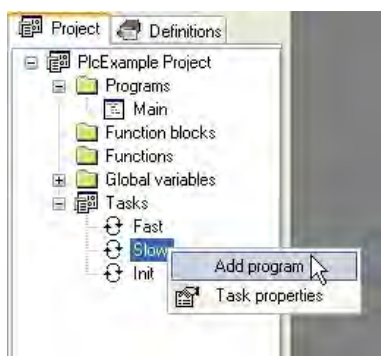 Project Definitions
PlcExample Project
Programs
Main
Function blocks
Functions
Global variables
Tasks
Fast
Slow
Add program
Init
Task properties